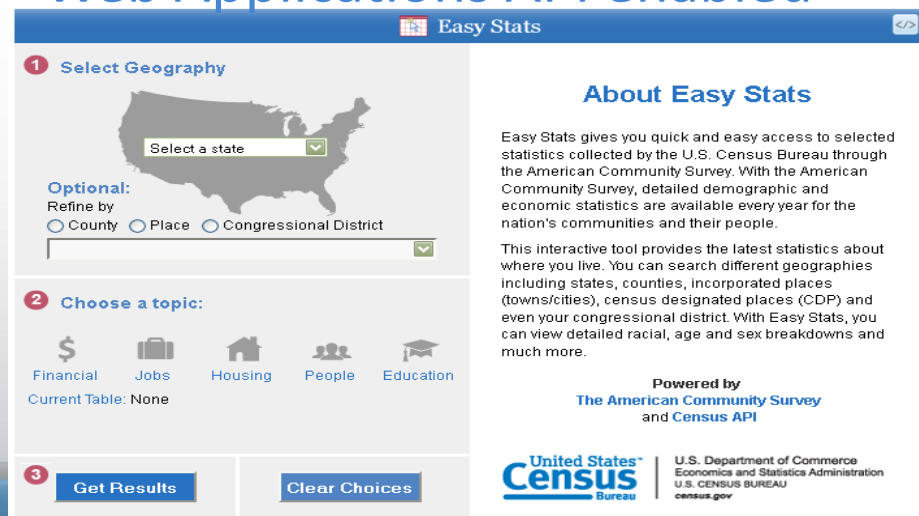 Web Applications API enabled
Easy Stats
</>
1 Select Geography
Select a state
Optional:
Refine by
County Place Congressional District
2 Choose a topic:
$
Financial Jobs Housing People Education
Current Table: None
3 Get Results Clear Choices
About Easy Stats
Easy Stats gives you quick and easy access to selected
statistics collected by the U.S. Census Bureau through
the American Community Survey. With the American
Community Survey, detailed demographic and
economic statistics are available every year for the
nation's communities and their people.
This interactive tool provides the latest statistics about
where you live. You can search different geographies
including states, counties, incorporated places
(towns/cities), census designated places (CDP) and
even your congressional district. With Easy Stats, you
can view detailed racial, age and sex breakdowns and
much more.
Powered by
The American Community Survey
and Census API
United States™
Census
Bureau
U.S. Department of Commerce
Economics and Statistics Administration
U.S. CENSUS BUREAU
census.gov